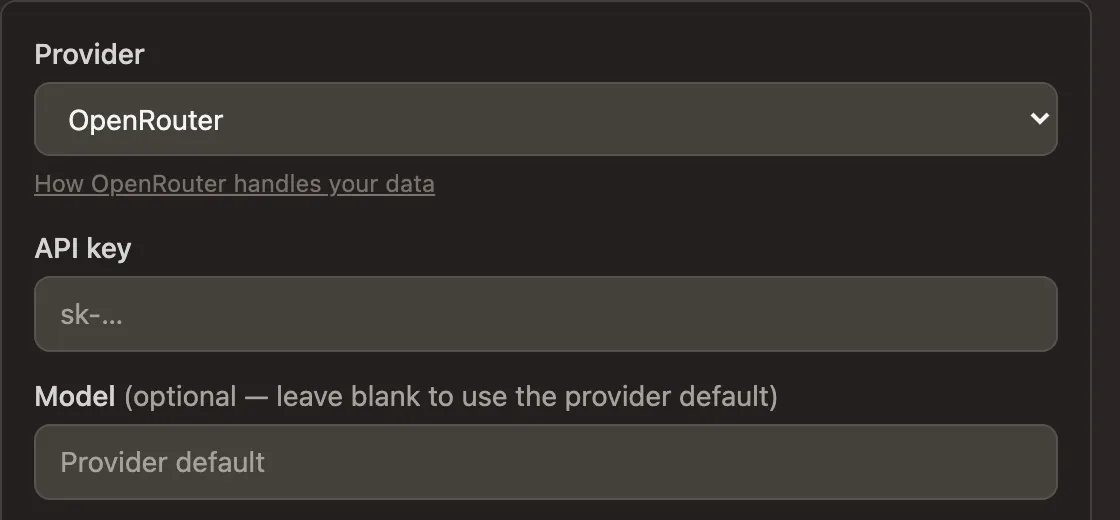 Provider
OpenRouter
How OpenRouter handles your data
API key
sk-...
Model (optional — leave blank to use the provider default)
Provider default